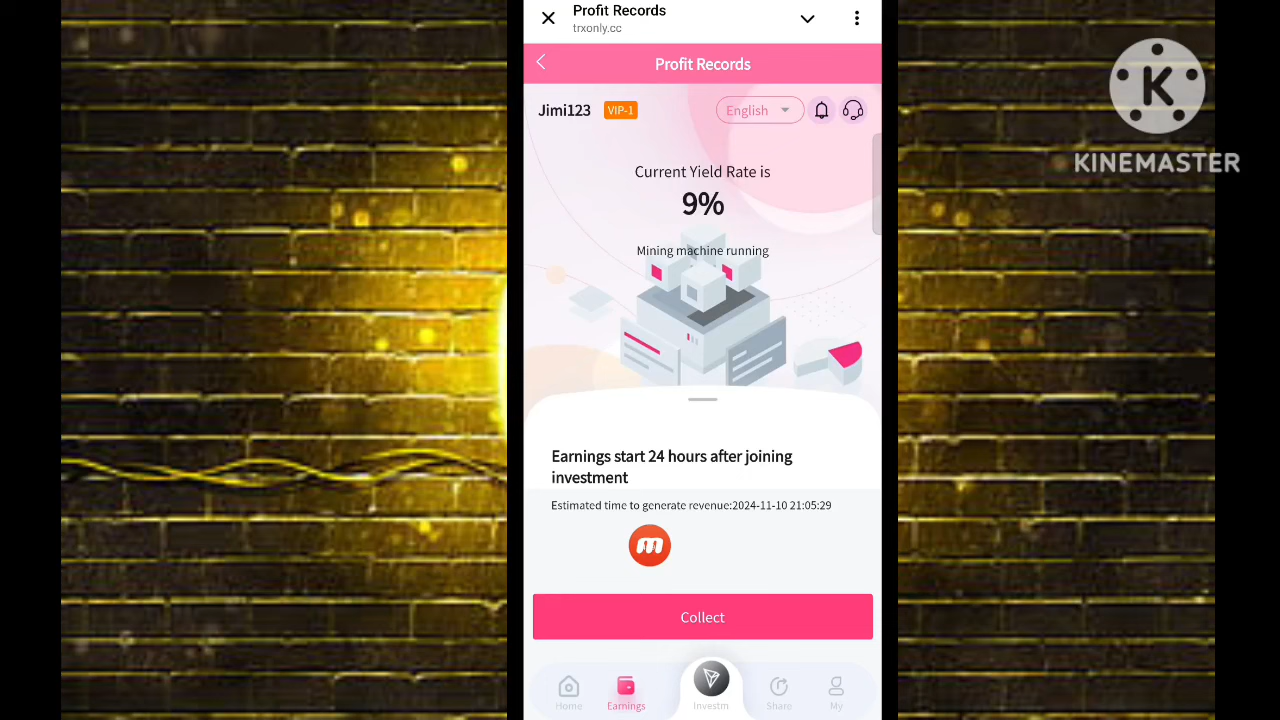 Profit Records
trxonly.cc
Profit Records
Jimi123 VIP-1 English
Current Yield Rate is
9%
Mining machine running
Earnings start 24 hours after joining
investment
Estimated time to generate revenue:2024-11-10 21:05:29
m
Collect
Home Earnings Investm Share My
K
KINEMASTER